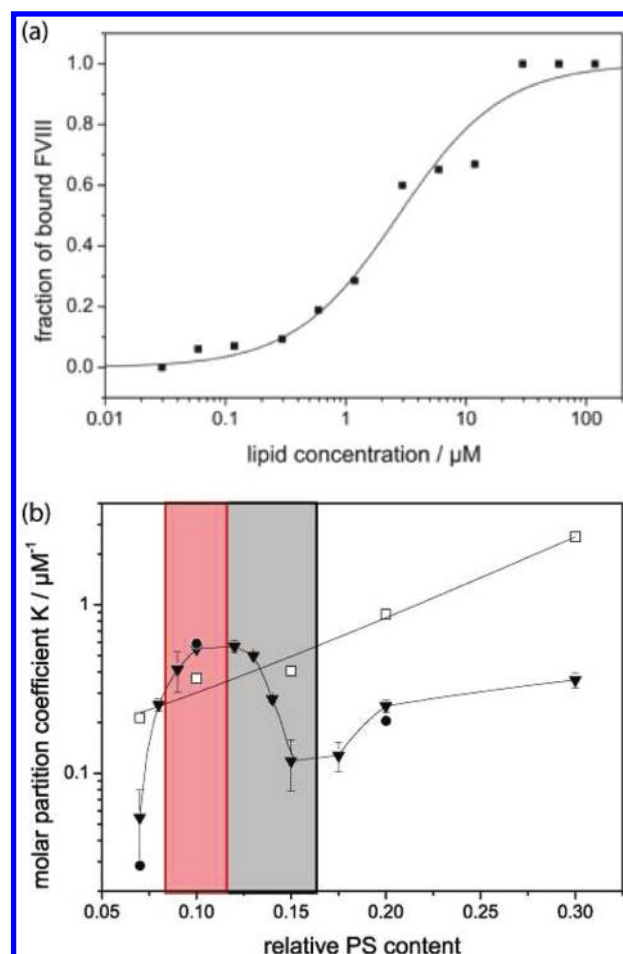 (a)
fraction of bound FVIII
1.0
0.8
0.6
0.4
0.2
0.0
0.01 0.1 1 10 100
lipid concentration / µM
(b)
molar partition coefficient K / µM⁻¹
1
0.1
0.05 0.10 0.15 0.20 0.25 0.30
relative PS content